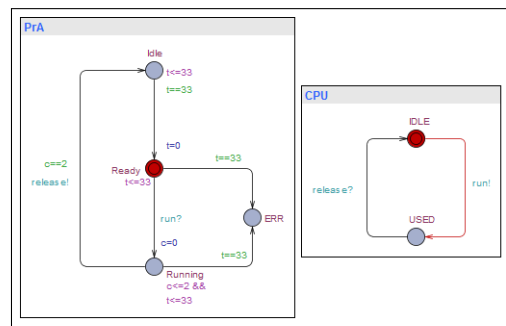 PrA
Idle
t<=33
t==33
t=0
Ready
t<=33
t==33
c==2
release!
run?
c=0
ERR
t==33
Running
c<=2 &&
t<=33
CPU
IDLE
release?
run!
USED